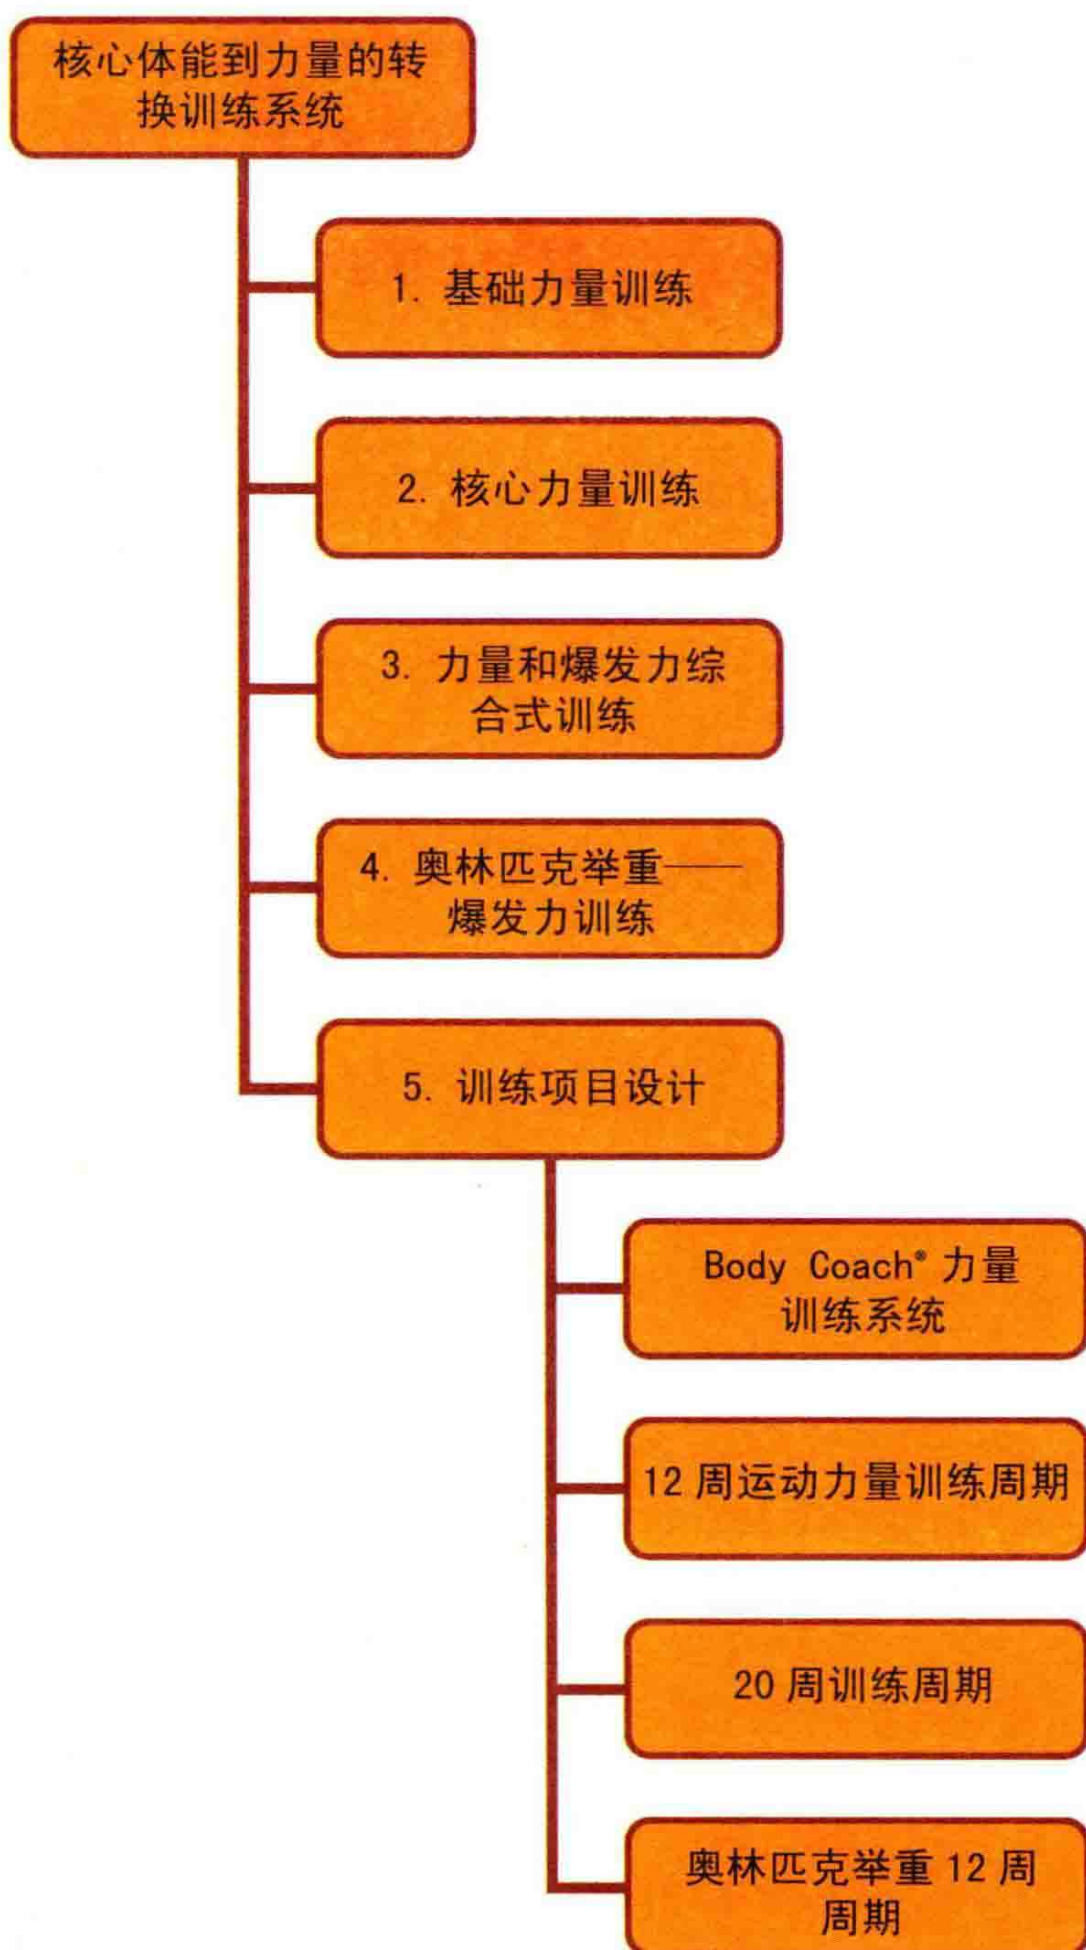 核心体能到力量的转
换训练系统
1. 基础力量训练
2. 核心力量训练
3. 力量和爆发力综
合式训练
4. 奥林匹克举重——
爆发力训练
5. 训练项目设计
Body Coach® 力量
训练系统
12 周运动力量训练周期
20 周训练周期
奥林匹克举重 12 周
周期